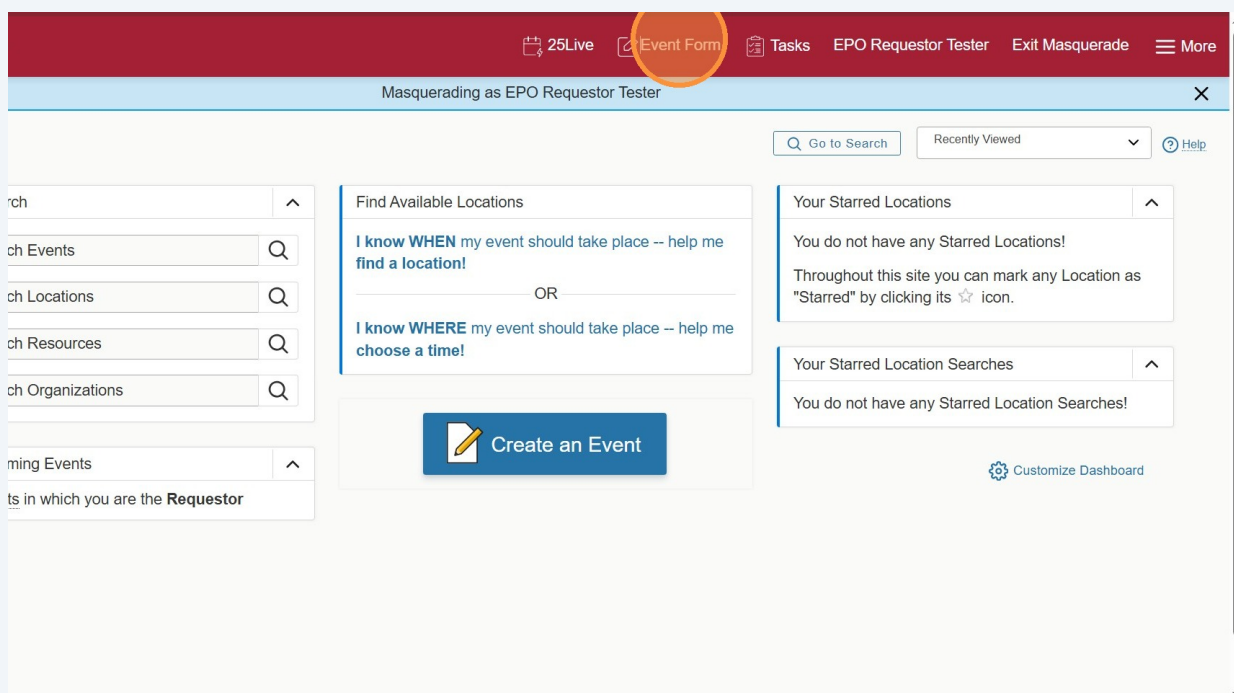 25Live
Event Form
Tasks
EPO Requestor Tester
Exit Masquerade
More
Masquerading as EPO Requestor Tester
Go to Search
Recently Viewed
Help
rch
ch Events
ch Locations
ch Resources
ch Organizations
ming Events
ts in which you are the Requestor
Find Available Locations
I know WHEN my event should take place -- help me
find a location!
OR
I know WHERE my event should take place -- help me
choose a time!
Create an Event
Your Starred Locations
You do not have any Starred Locations!
Throughout this site you can mark any Location as
"Starred" by clicking its ☆ icon.
Your Starred Location Searches
You do not have any Starred Location Searches!
Customize Dashboard